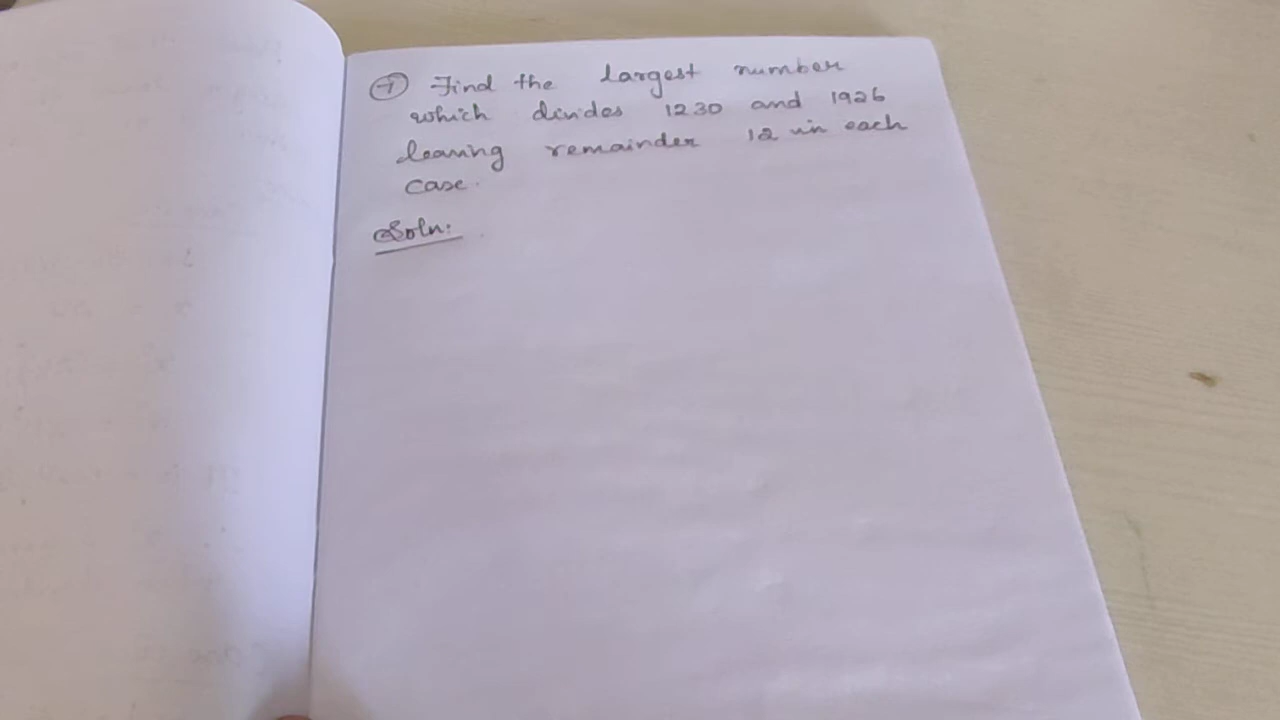 7 Find the largest number
which divides 1230 and 1926
leaving remainder 12 in each
case.
Soln: